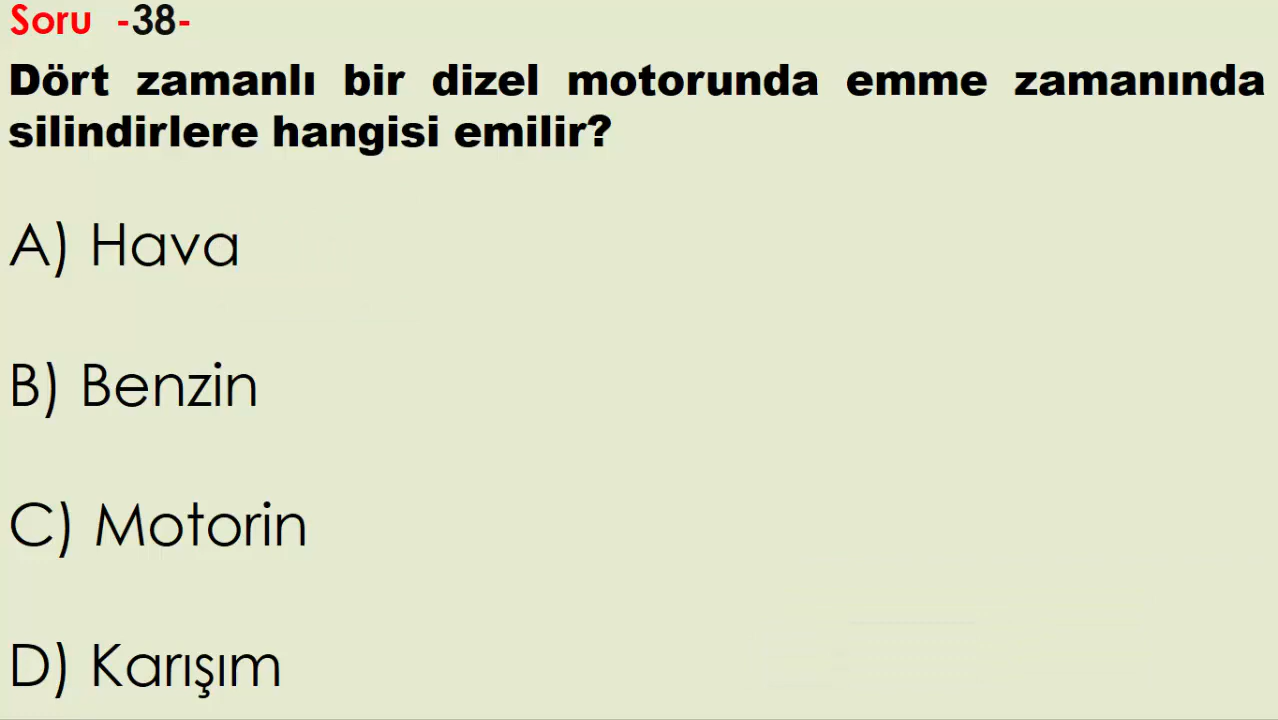 Soru -38-
Dört zamanlı bir dizel motorunda emme zamanında
silindirlere hangisi emilir?
A) Hava
B) Benzin
C) Motorin
D) Karışım